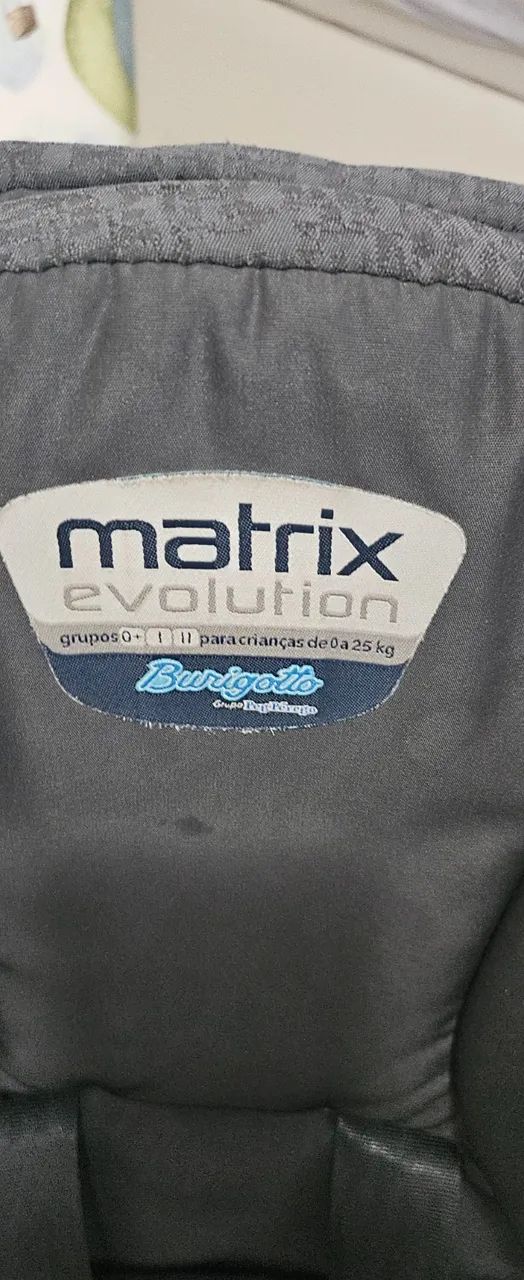 matrix
evolution
grupos 0+ I II para crianças de 0 a 25 kg
Burigotto
Grupo Peg-Pérego